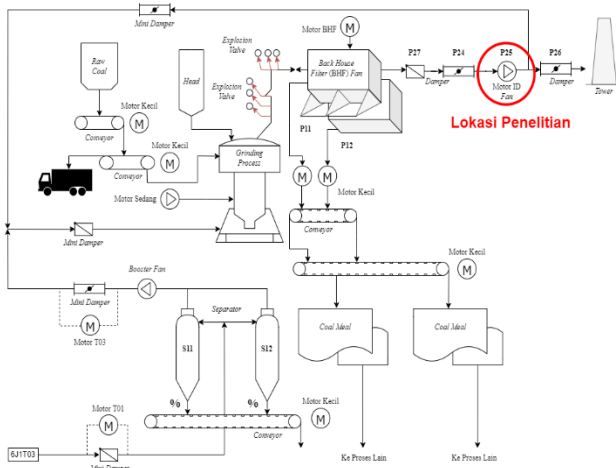 Mini Damper
Raw
Coal
Head
Explosion
Valve
Explosion
Valve
Motor BHF
M
Back House
Fiber (BHF) Fan
P27
P24
P25
P26
Damper
Motor ID
Fan
Damper
Tower
Lokasi Penelitian
Motor Kecil
M
Conveyor
Motor Kecil
M
Conveyor
Grinding
Process
P11
P12
M
M
Motor Kecil
Motor Sedang
Conveyor
Mini Damper
Motor Kecil
M
Booster Fan
Mini Damper
M
Motor T03
Separator
S11
S12
Coal Meal
Coal Meal
%
%
Motor T01
M
Motor Kecil
M
Conveyor
6J1T03
Mini Damper
Ke Proses Lain
Ke Proses Lain